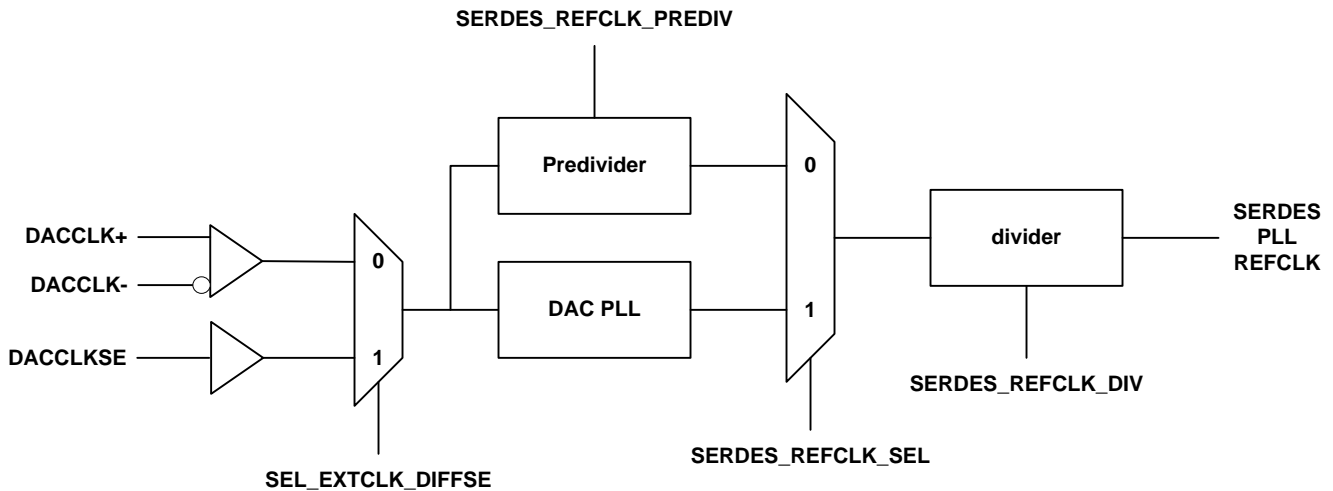 SERDES_REFCLK_PREDIV
Predivider
0
DACCLK+
DACCLK-
0
divider
SERDES
PLL
REFCLK
DAC PLL
1
DACCLKSE
1
SERDES_REFCLK_DIV
SERDES_REFCLK_SEL
SEL_EXTCLK_DIFFSE